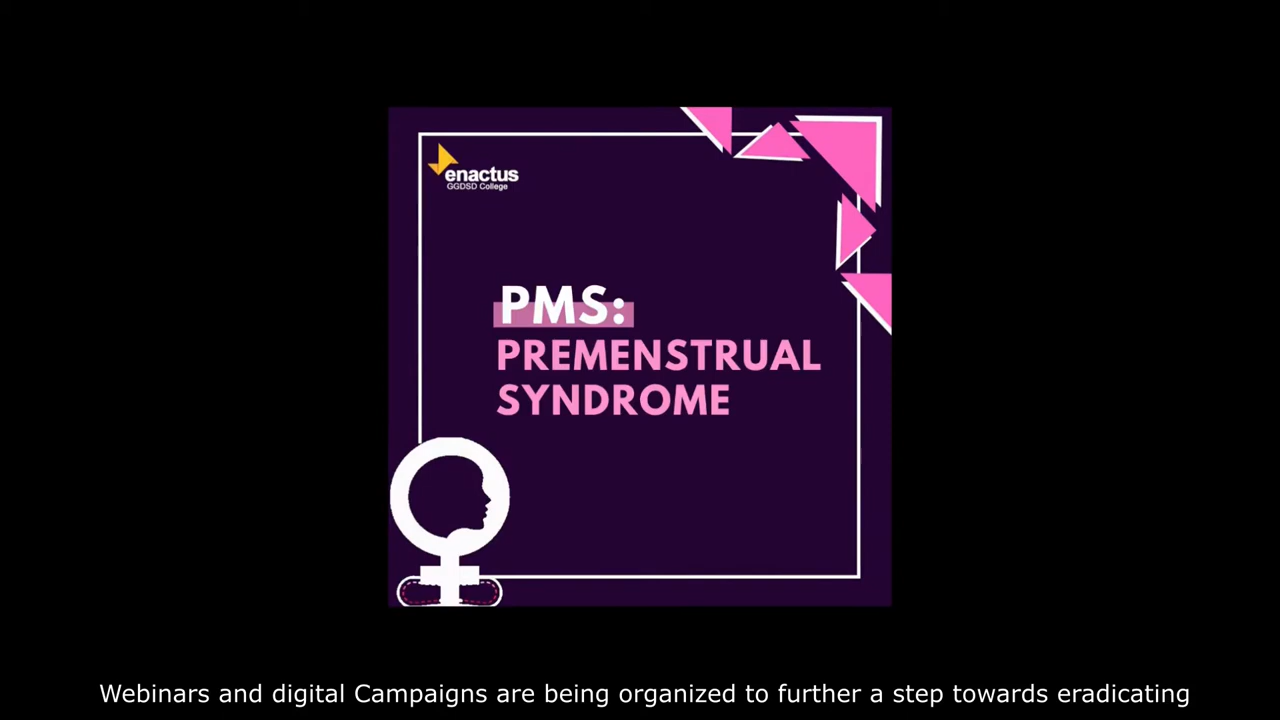 enactus
GGDSD College
PMS:
PREMENSTRUAL
SYNDROME
Webinars and digital Campaigns are being organized to further a step towards eradicating